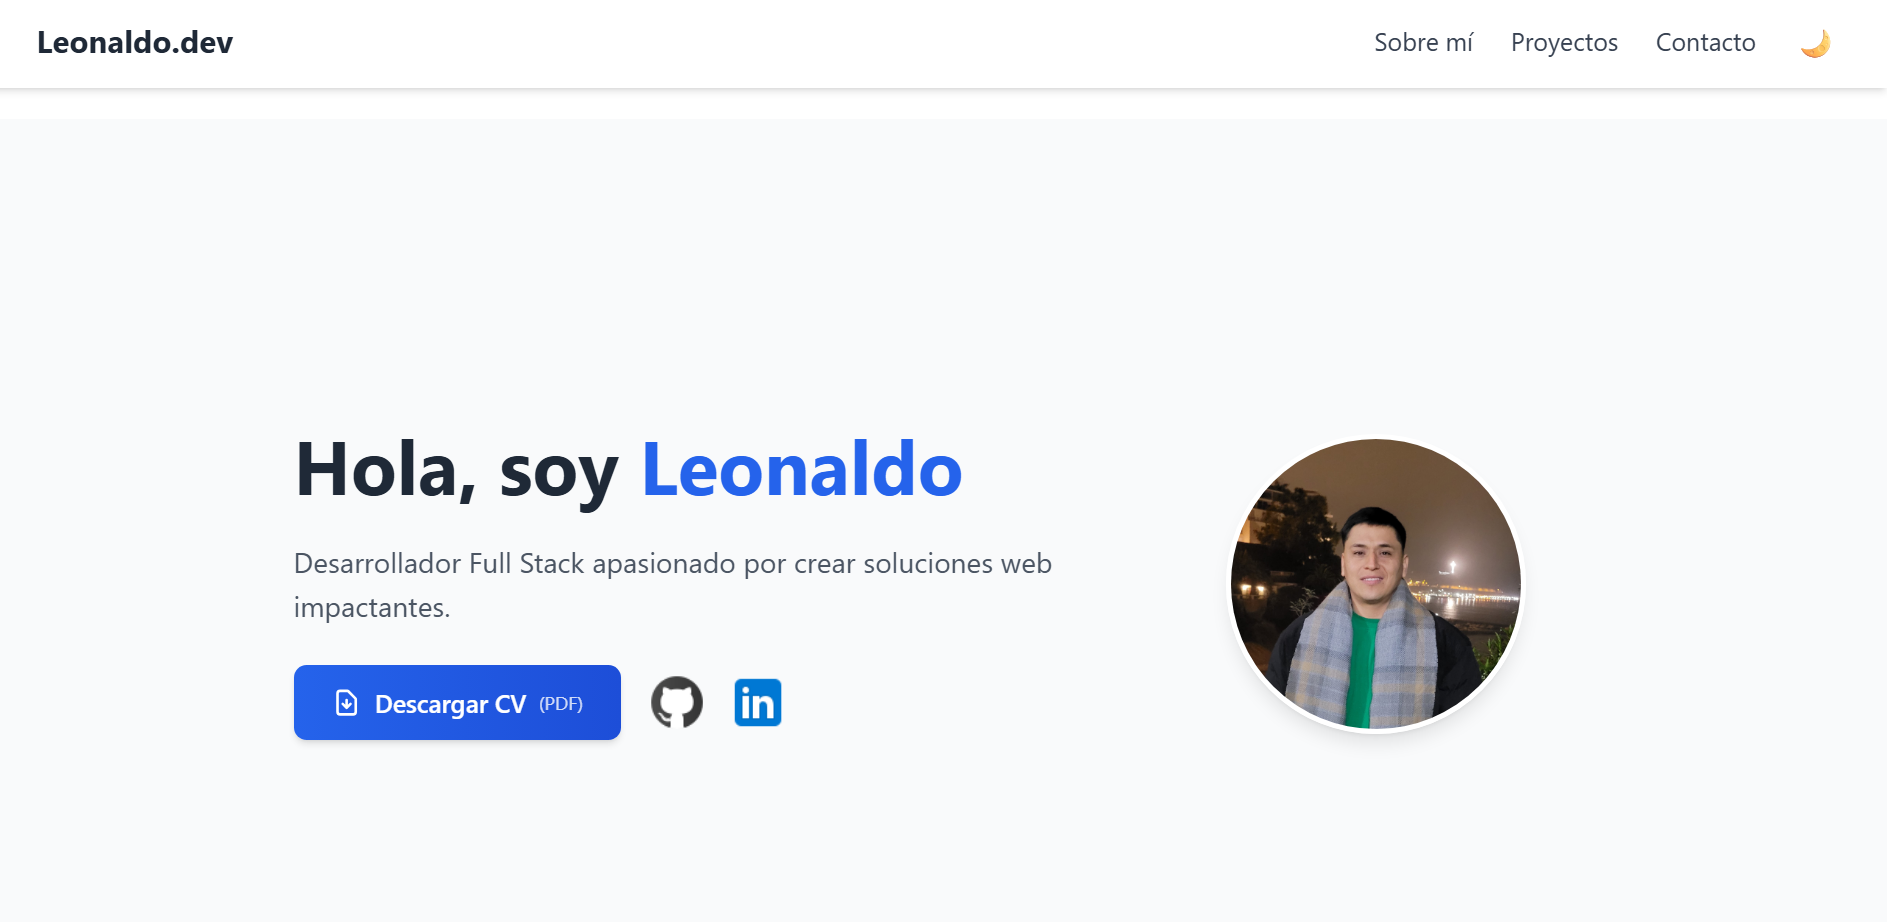 Leonaldo.dev
Sobre mí
Proyectos
Contacto
Hola, soy Leonaldo
Desarrollador Full Stack apasionado por crear soluciones web
impactantes.
Descargar CV (PDF)
in